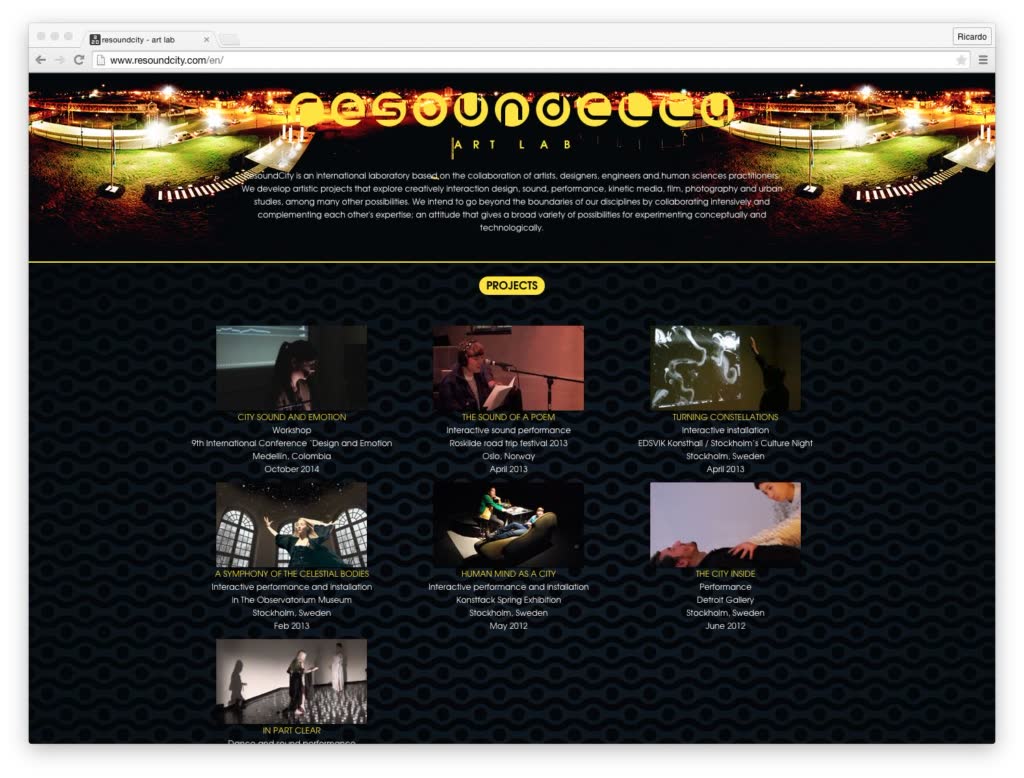 resoundcity - art lab
Ricardo
www.resoundcity.com/en/
resoundcity
ART LAB
ResoundCity is an international laboratory based on the collaboration of artists, designers, engineers and human sciences practitioners.
We develop artistic projects that explore creatively interaction design, sound, performance, kinetic media, film, photography and urban
studies, among many other possibilities. We intend to go beyond the boundaries of our disciplines by collaborating intensively and
complementing each other's expertise; an attitude that gives a broad variety of possibilities for experimenting conceptually and
technologically.
PROJECTS
CITY SOUND AND EMOTION
Workshop
9th International Conference ¨Design and Emotion
Medellín, Colombia
October 2014
THE SOUND OF A POEM
Interactive sound performance
Roskilde road trip festival 2013
Oslo, Norway
April 2013
TURNING CONSTELLATIONS
Interactive installation
EDSVIK Konsthall / Stockholm's Culture Night
Stockholm, Sweden
April 2013
A SYMPHONY OF THE CELESTIAL BODIES
Interactive performance and installation
in The Observatorium Museum
Stockholm, Sweden
Feb 2013
HUMAN MIND AS A CITY
Interactive performance and installation
Konstfack Spring Exhibition
Stockholm, Sweden
May 2012
THE CITY INSIDE
Performance
Detroit Gallery
Stockholm, Sweden
June 2012
IN PART CLEAR
Dance and sound performance